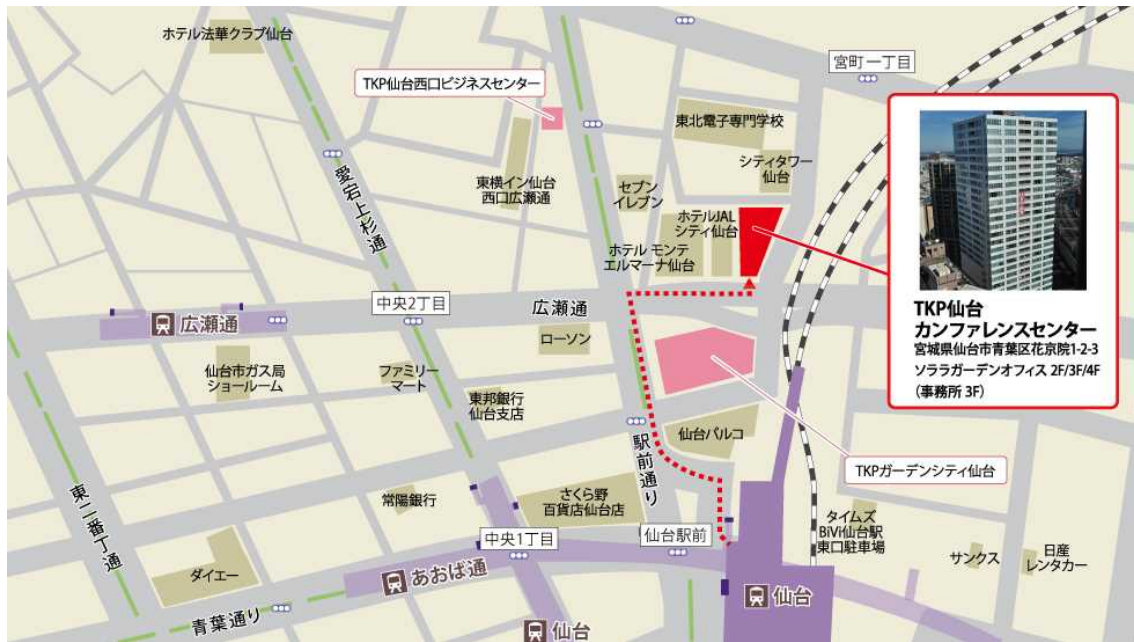 ホテル法華クラブ仙台
宮町一丁目
TKP仙台西口ビジネスセンター
東北電子専門学校
シティタワー
仙台
愛宕上杉通
東横イン仙台
西口広瀬通
セブン
イレブン
ホテルJAL
シティ仙台
ホテル モンテ
エルマーナ仙台
TKP仙台
カンファレンスセンター
宮城県仙台市青葉区花京院1-2-3
ソララガーデンオフィス 2F/3F/4F
（事務所 3F）
中央2丁目
広瀬通
広瀬通
ローソン
仙台市ガス局
ショールーム
ファミリー
マート
東邦銀行
仙台支店
仙台パルコ
駅前通り
TKPガーデンシティ仙台
東二番丁通
常陽銀行
さくら野
百貨店仙台店
中央1丁目
仙台駅前
タイムズ
BiVi仙台駅
東口駐車場
サンクス
日産
レンタカー
ダイエー
あおば通
青葉通り
仙台
仙台